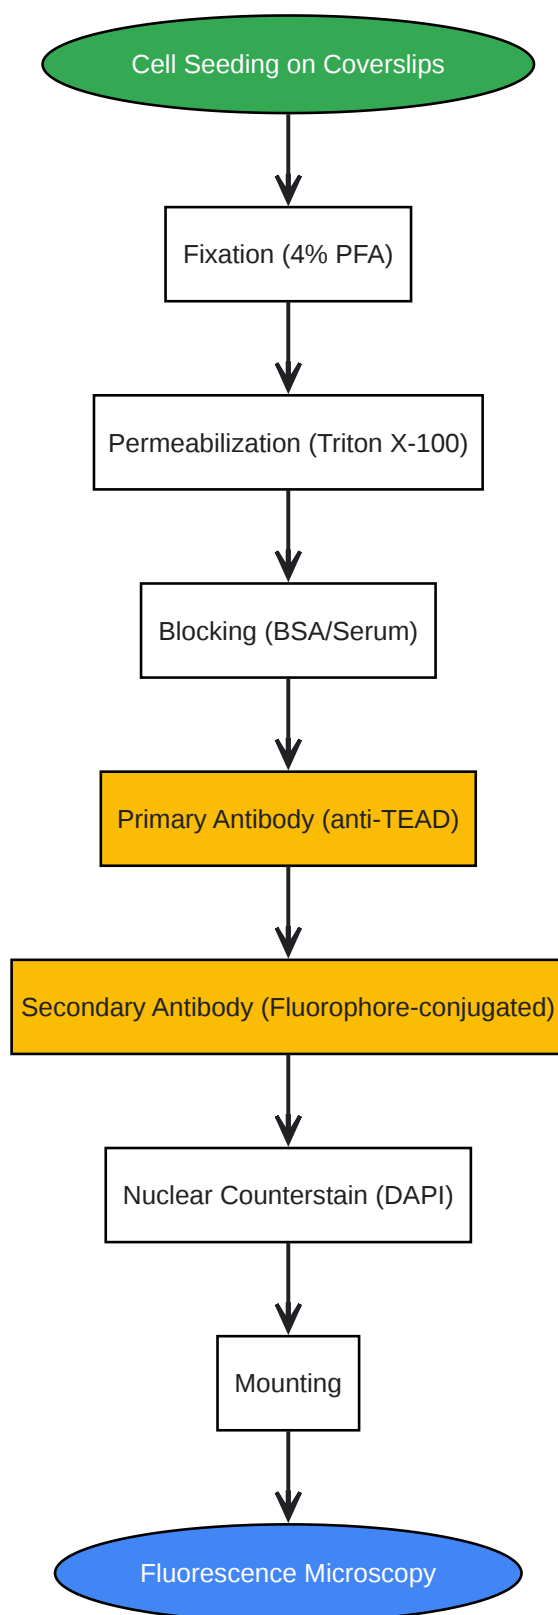 Cell Seeding on Coverslips
Fixation (4% PFA)
Permeabilization (Triton X-100)
Blocking (BSA/Serum)
Primary Antibody (anti-TEAD)
Secondary Antibody (Fluorophore-conjugated)
Nuclear Counterstain (DAPI)
Mounting
Fluorescence Microscopy